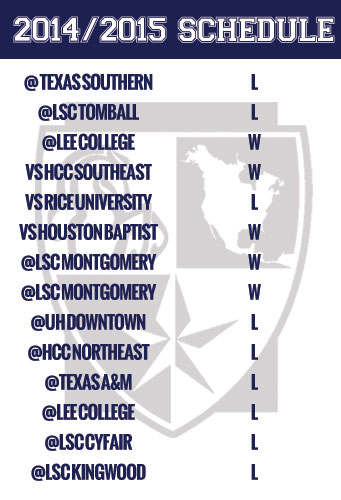 2014/2015 SCHEDULE
@TEXAS SOUTHERN L
@LSC TOMBALL L
@LEE COLLEGE W
VS HCC SOUTHEAST W
VS RICE UNIVERSITY L
VS HOUSTON BAPTIST W
@LSC MONTGOMERY W
@LSC MONTGOMERY W
@UH DOWNTOWN L
@HCC NORTHEAST L
@TEXAS A&M L
@LEE COLLEGE L
@LSC CYFAIR L
@LSC KINGWOOD L